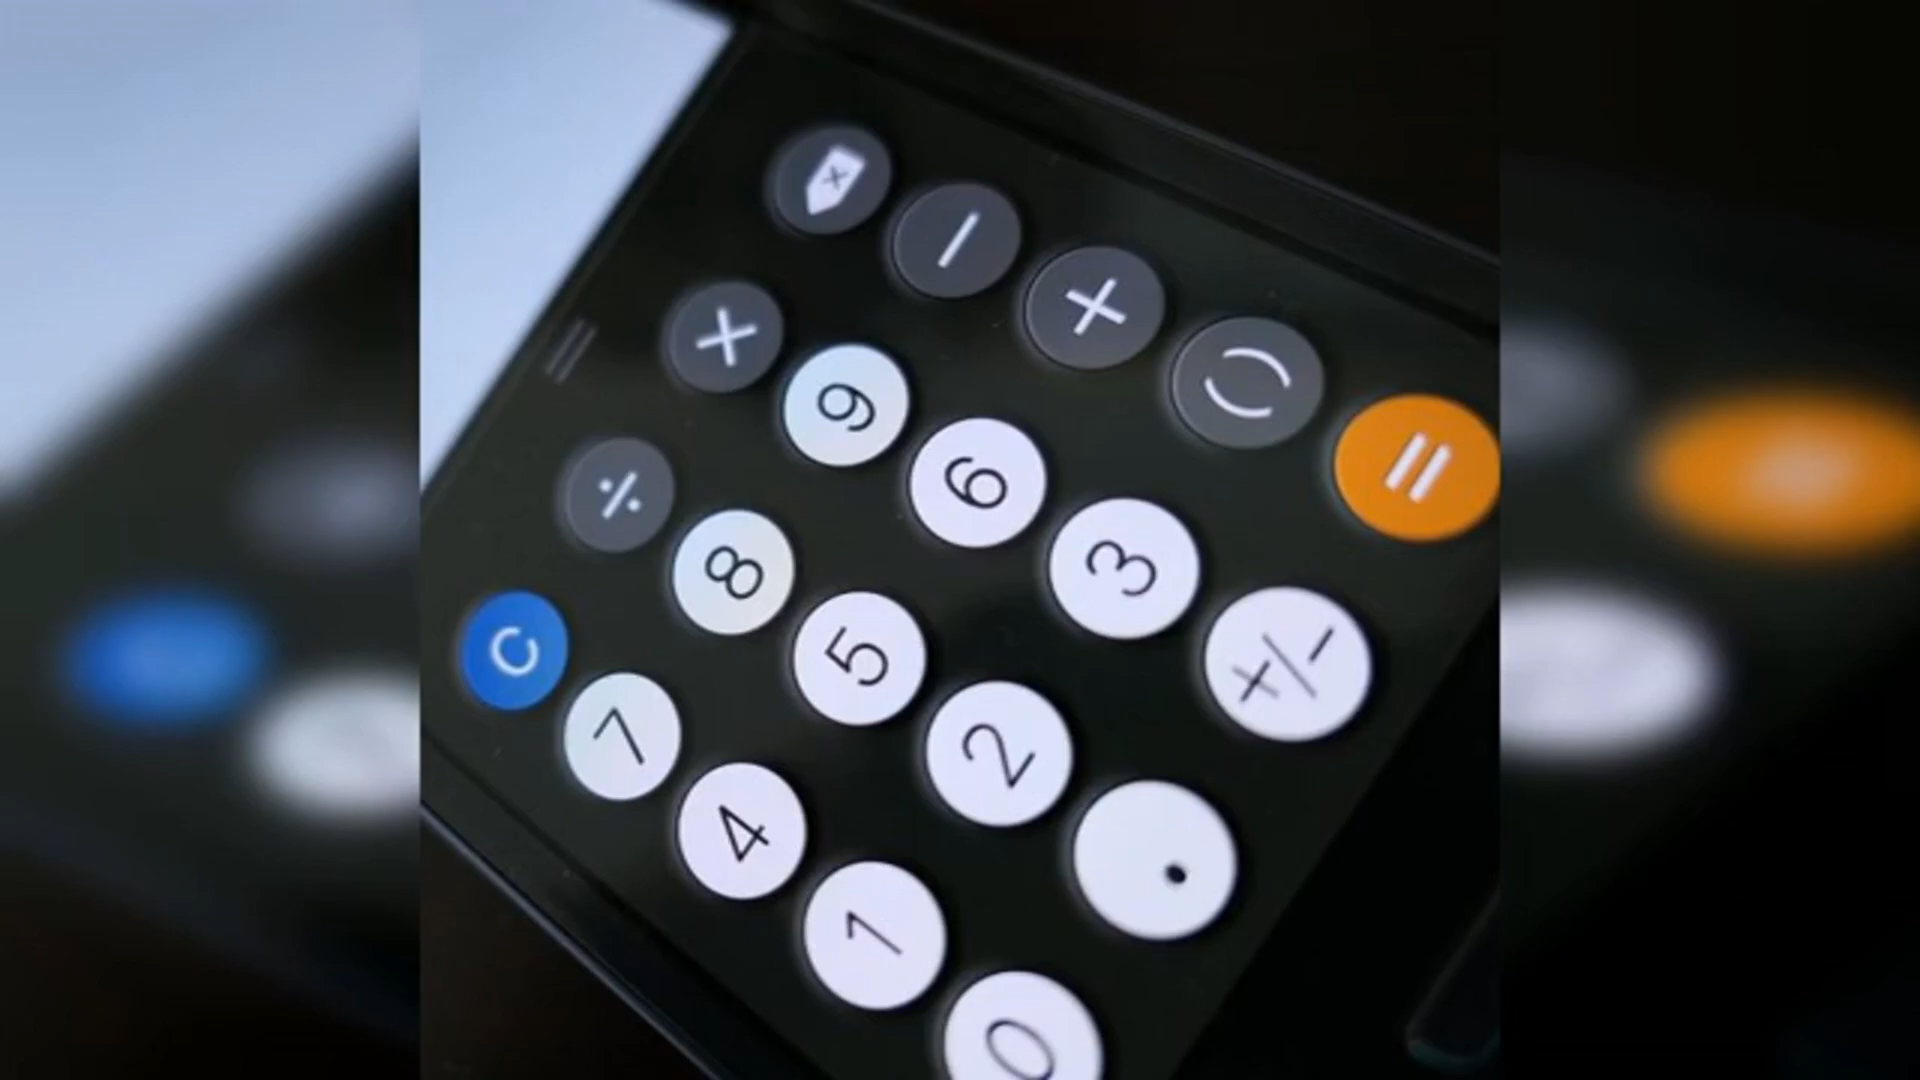 C ÷ × ⌫
7 8 9 −
4 5 6 +
1 2 3 ()
0 . +/− =